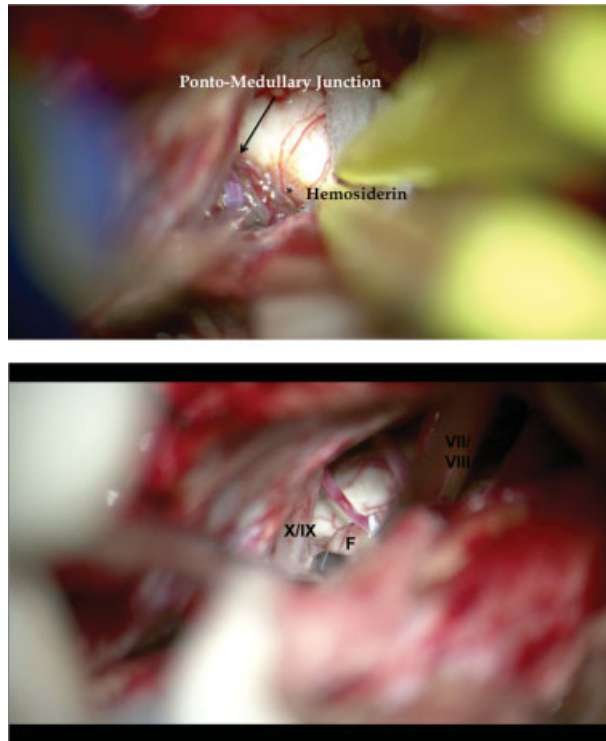 Ponto-Medullary Junction
Hemosiderin
VII/
VIII
X/IX
F